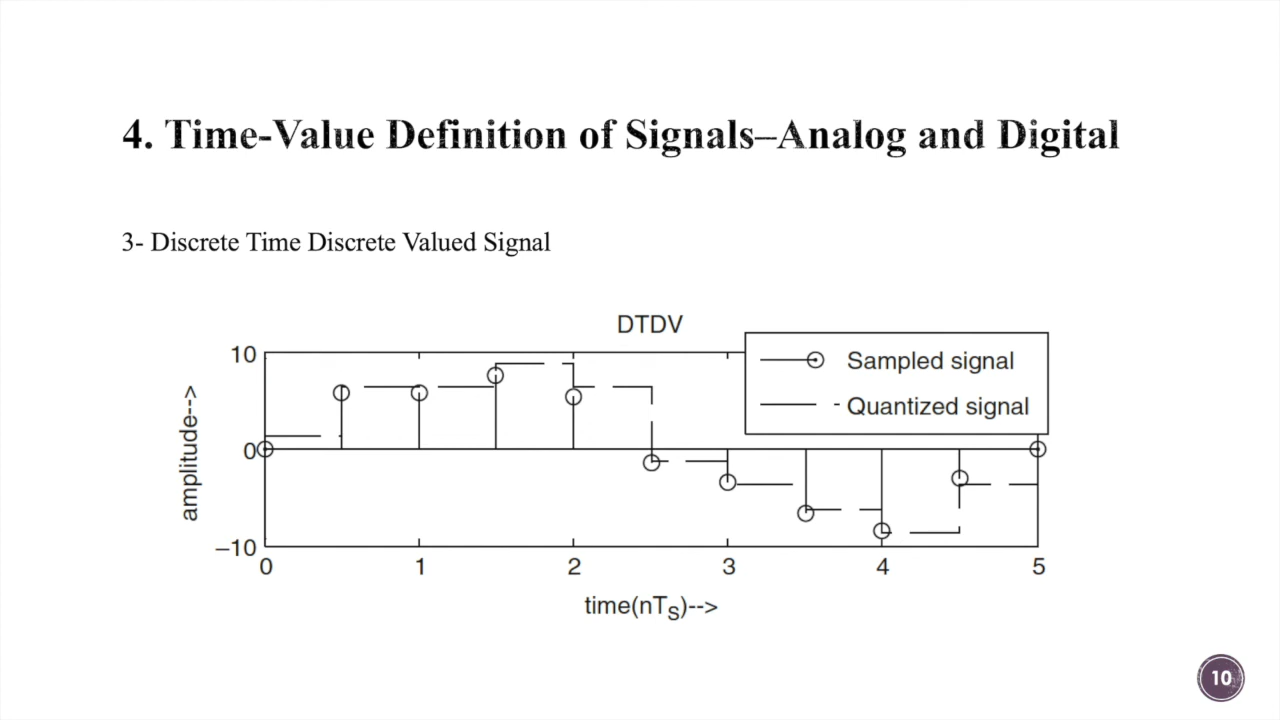 4. Time-Value Definition of Signals–Analog and Digital
3- Discrete Time Discrete Valued Signal
DTDV
10
0
–10
amplitude-->
Sampled signal
Quantized signal
0 1 2 3 4 5
time(nTS)-->
10